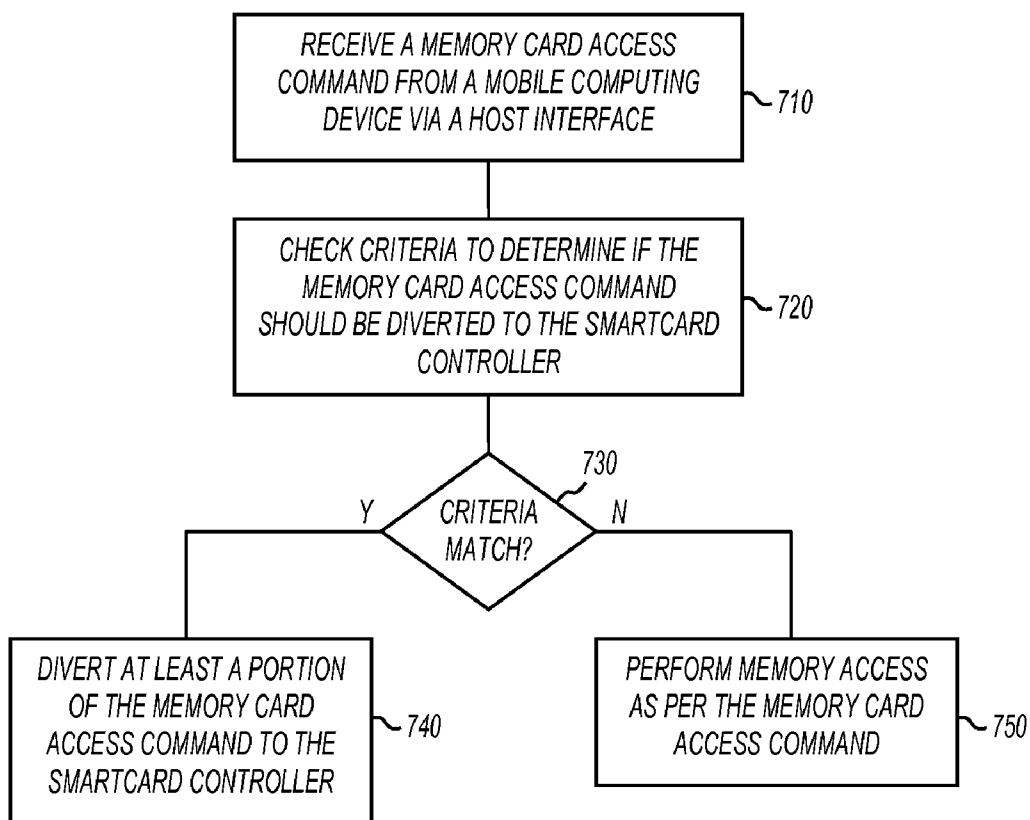 RECEIVE A MEMORY CARD ACCESS
COMMAND FROM A MOBILE COMPUTING
DEVICE VIA A HOST INTERFACE
710
CHECK CRITERIA TO DETERMINE IF THE
MEMORY CARD ACCESS COMMAND
SHOULD BE DIVERTED TO THE SMARTCARD
CONTROLLER
720
730
Y
CRITERIA
MATCH?
N
DIVERT AT LEAST A PORTION
OF THE MEMORY CARD
ACCESS COMMAND TO THE
SMARTCARD CONTROLLER
740
PERFORM MEMORY ACCESS
AS PER THE MEMORY CARD
ACCESS COMMAND
750